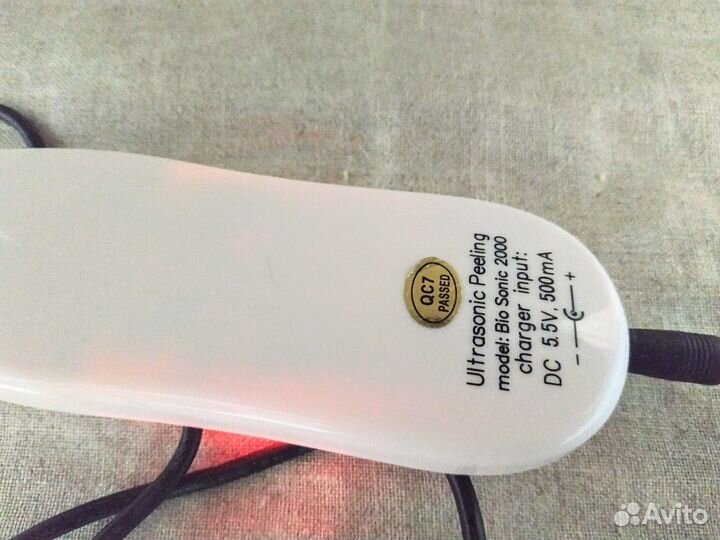 Ultrasonic Peeling
model: Bio Sonic 2000
charger input:
DC 5.5V, 500mA
- +
QC7
PASSED
Avito